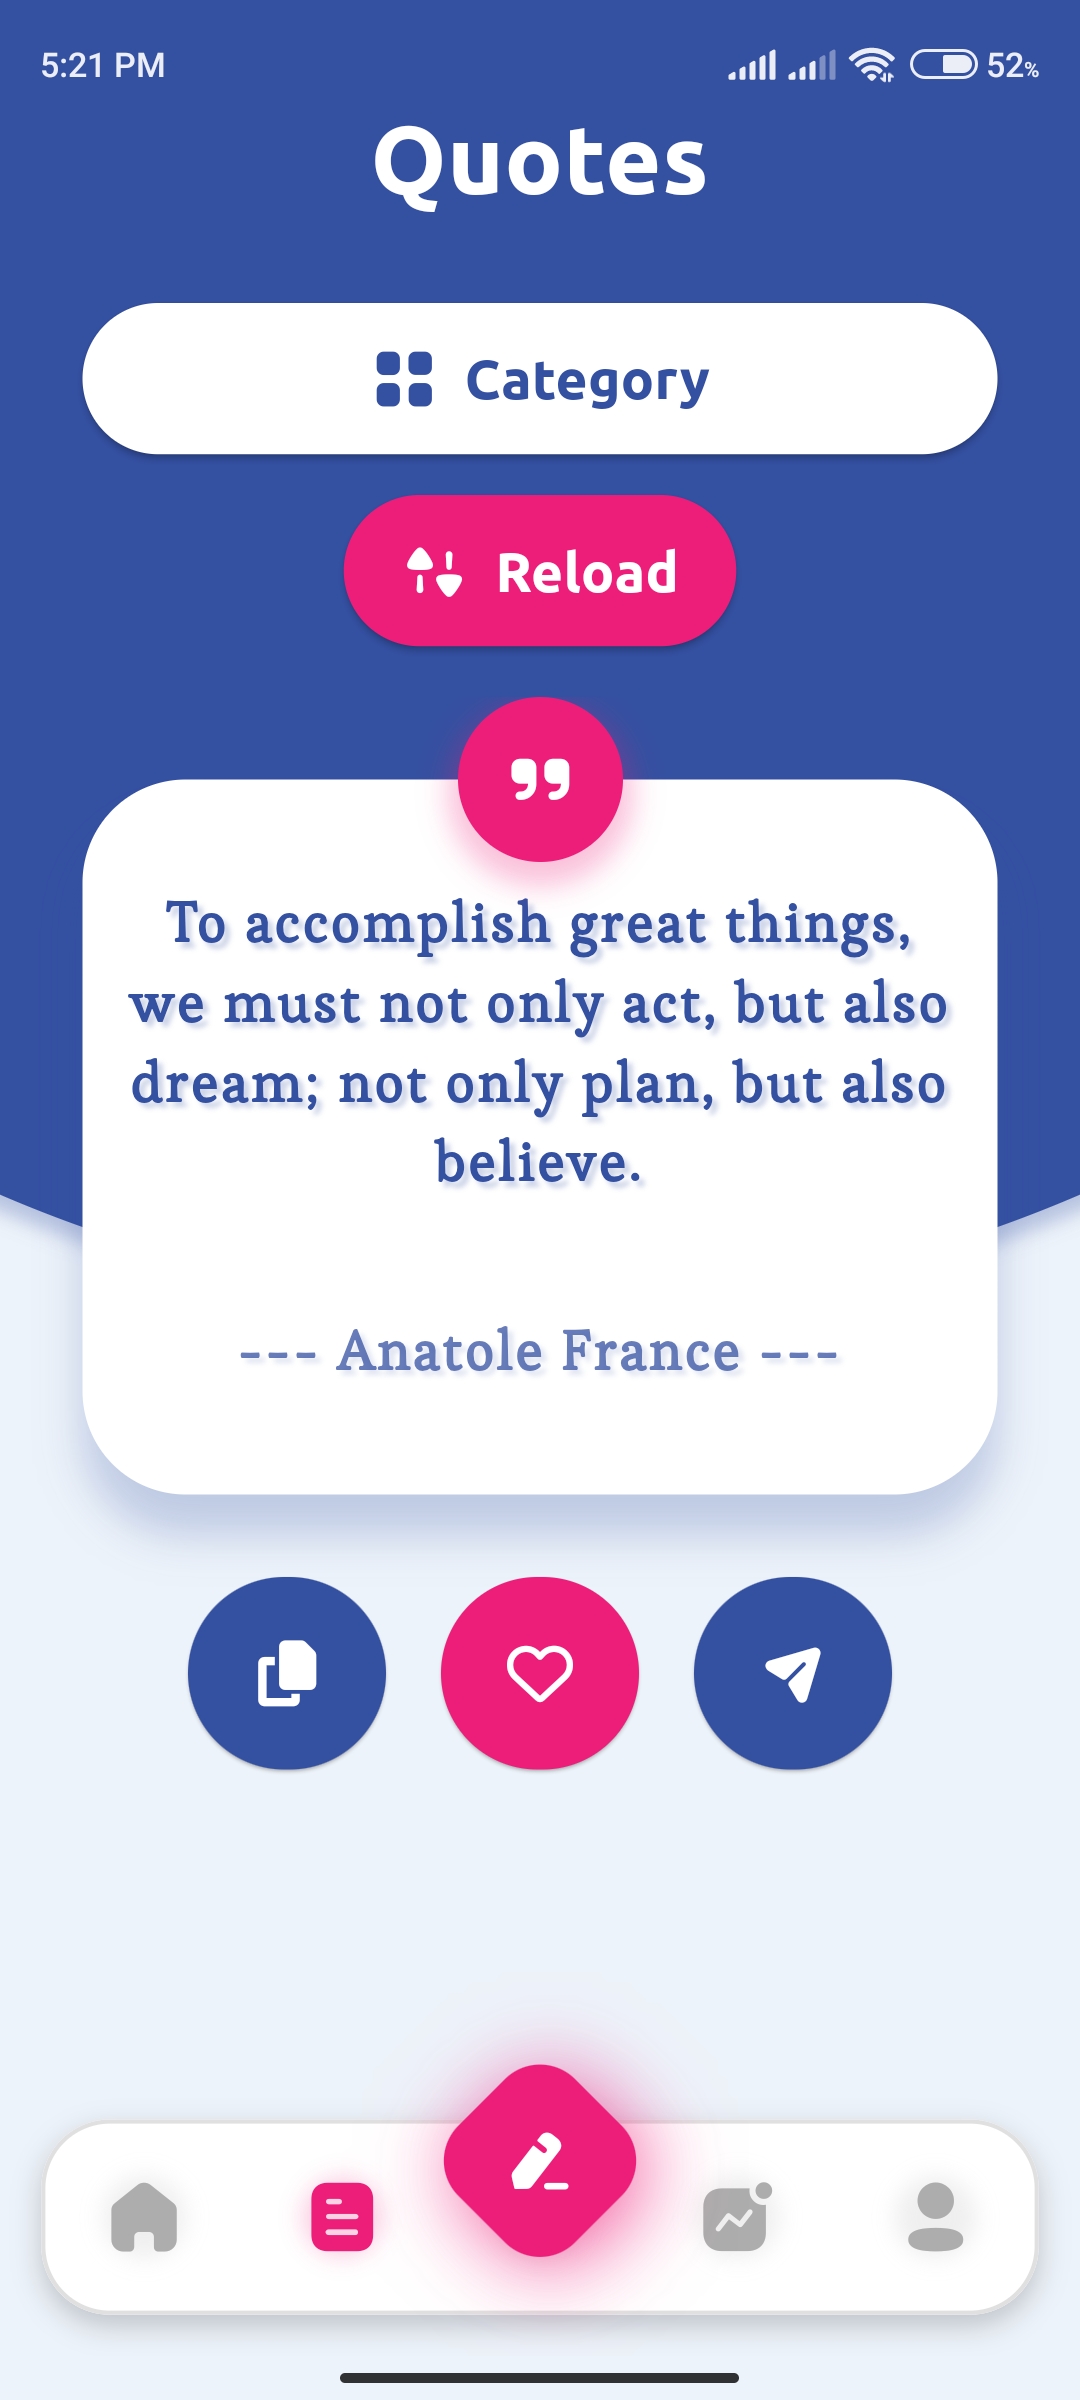 5:21 PM 52%
Quotes
Category
Reload
To accomplish great things,
we must not only act, but also
dream; not only plan, but also
believe.
--- Anatole France ---